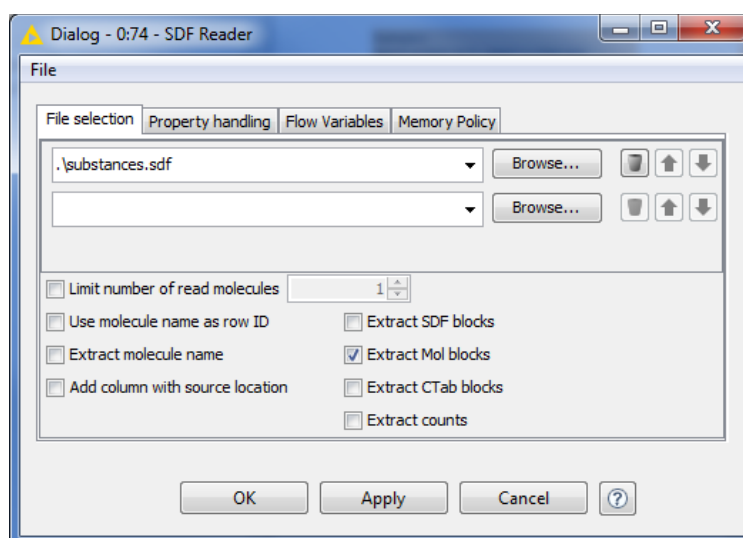 Dialog - 0:74 - SDF Reader
File
File selection Property handling Flow Variables Memory Policy
.\substances.sdf Browse...
Browse...
Limit number of read molecules 1
Use molecule name as row ID Extract SDF blocks
Extract molecule name Extract Mol blocks
Add column with source location Extract CTab blocks
Extract counts
OK Apply Cancel ?